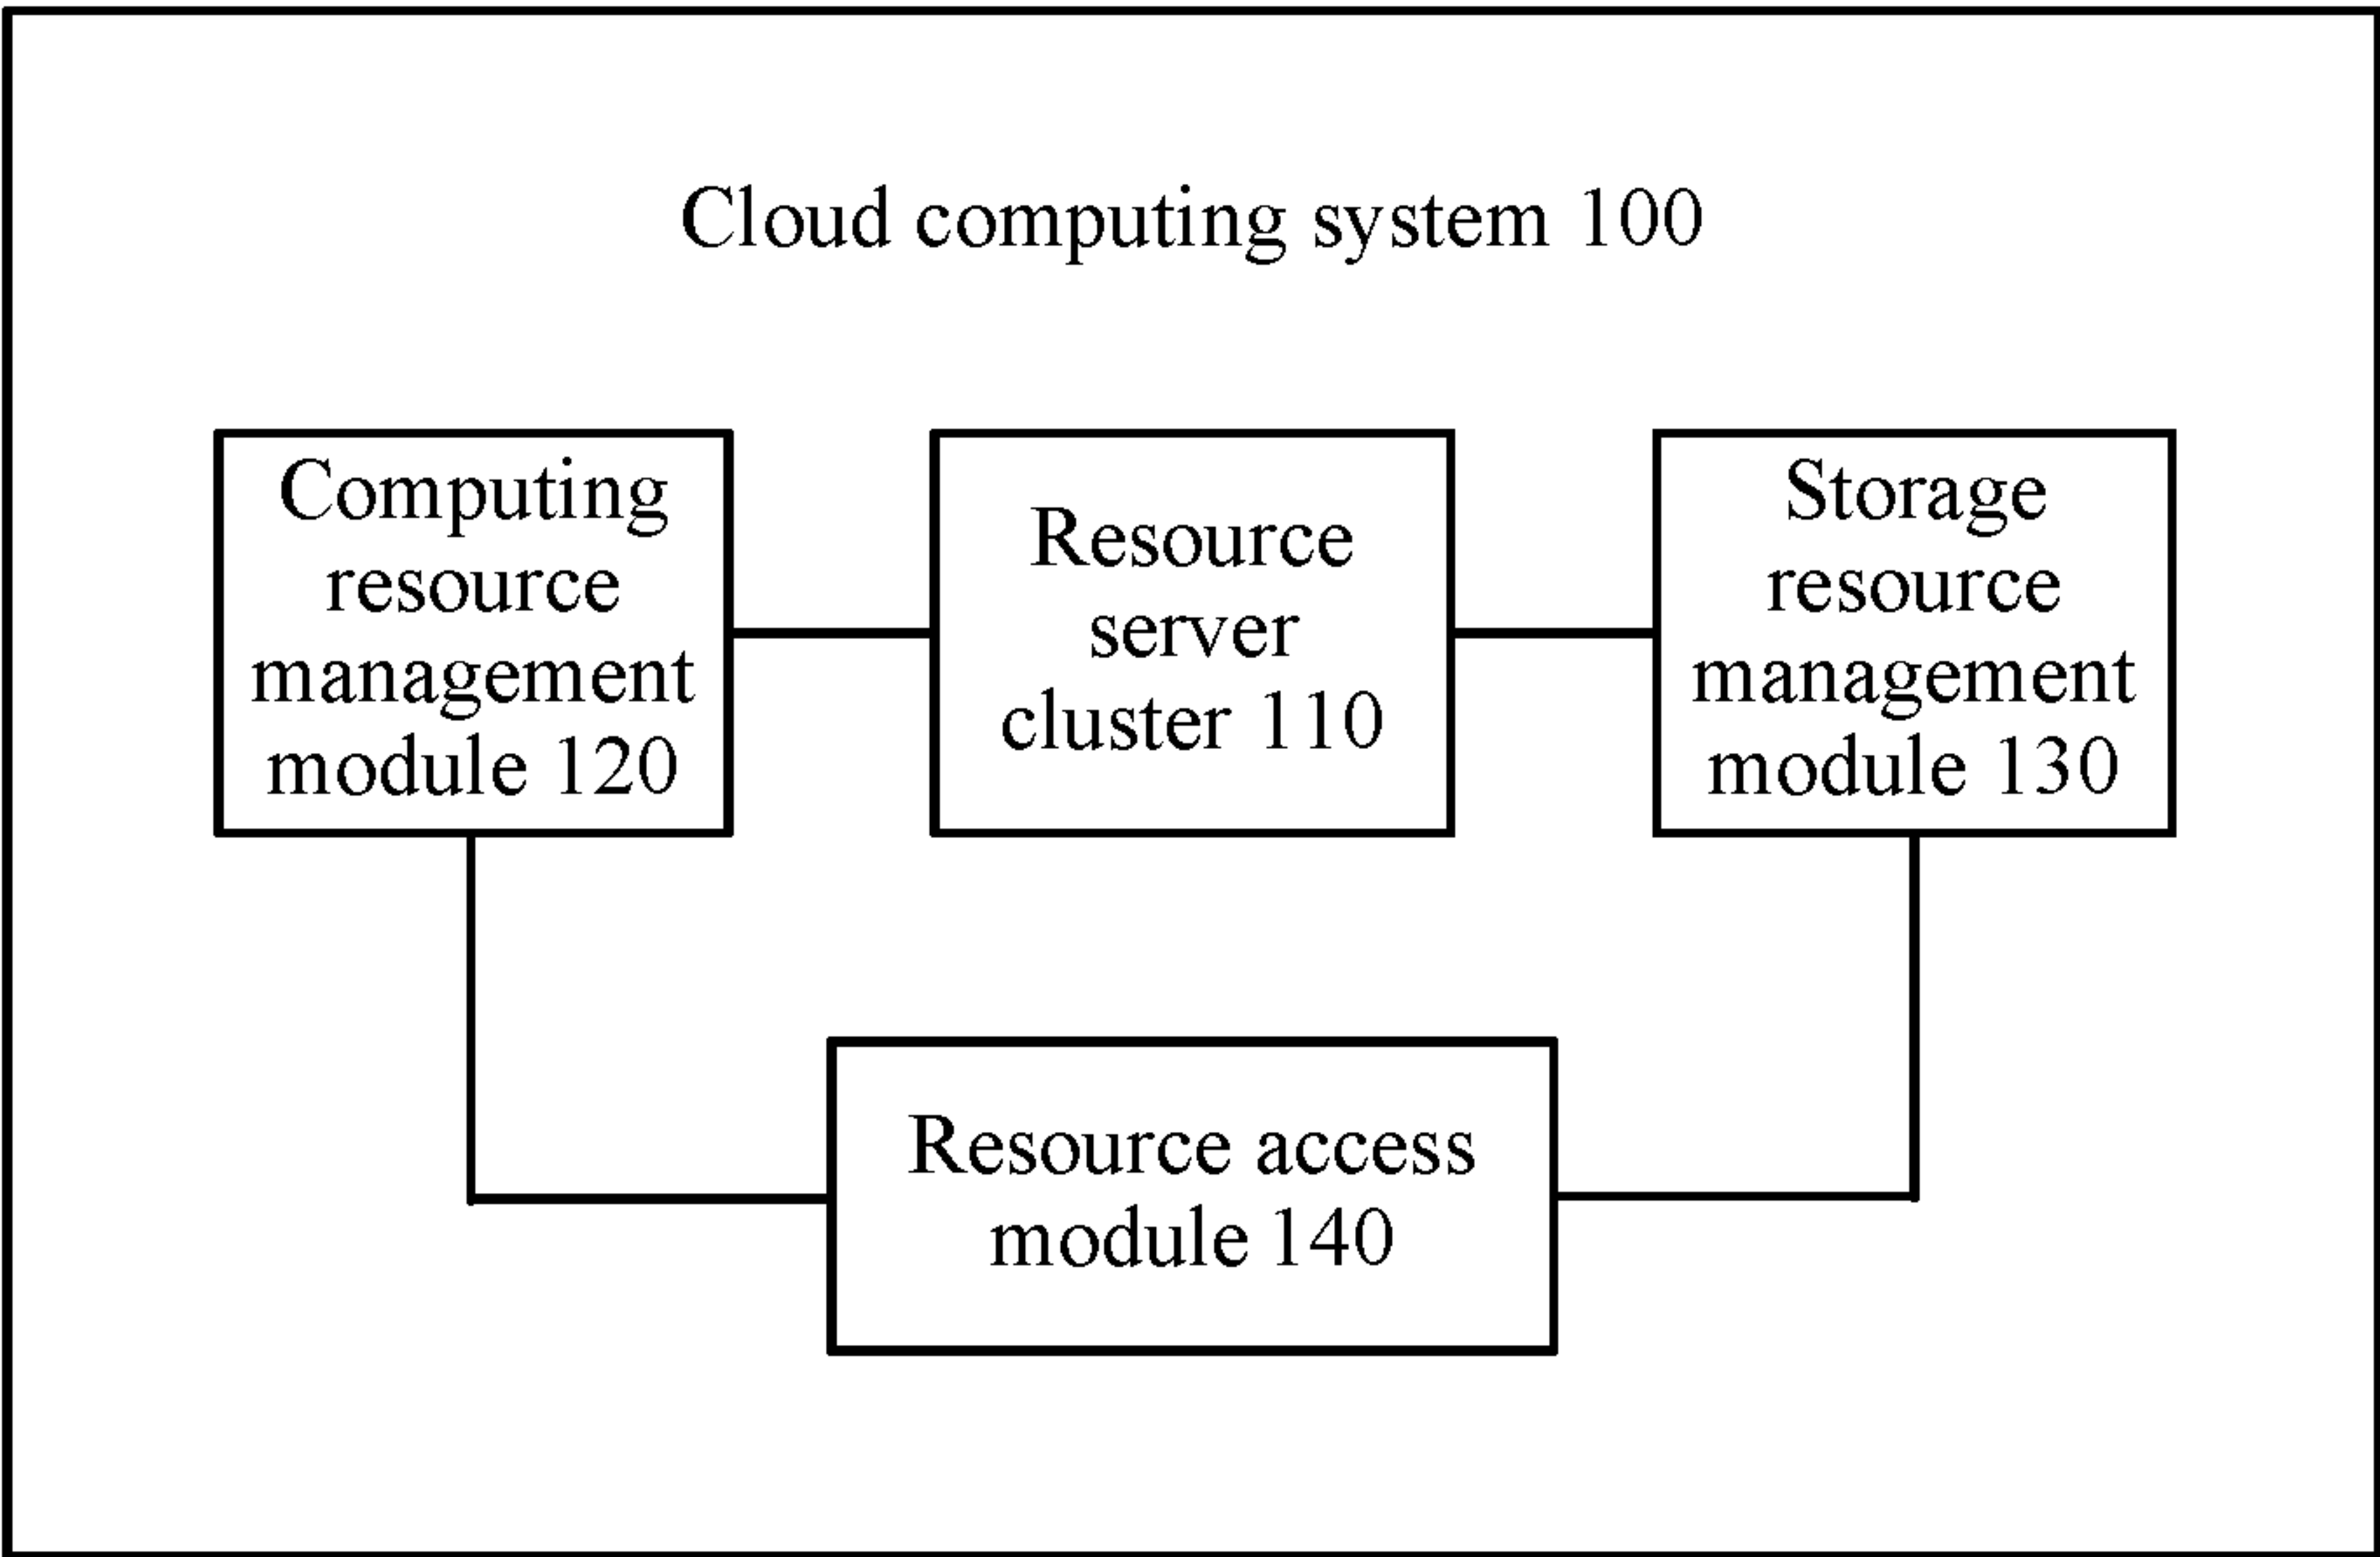 Cloud computing system 100
Computing
resource
management
module 120
Resource
server
cluster 110
Storage
resource
management
module 130
Resource access
module 140